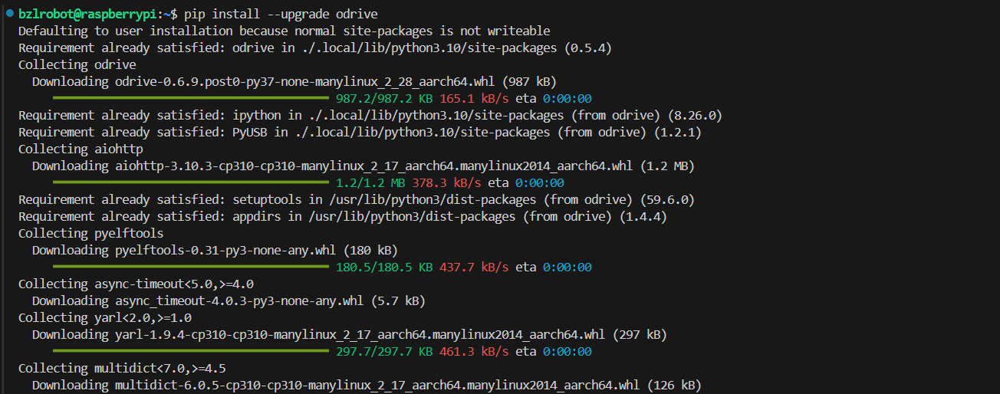 bzlrobot@raspberrypi:~$ pip install --upgrade odrive
Defaulting to user installation because normal site-packages is not writeable
Requirement already satisfied: odrive in ./.local/lib/python3.10/site-packages (0.5.4)
Collecting odrive
  Downloading odrive-0.6.9.post0-py37-none-manylinux_2_28_aarch64.whl (987 kB)
987.2/987.2 KB 165.1 kB/s eta 0:00:00
Requirement already satisfied: ipython in ./.local/lib/python3.10/site-packages (from odrive) (8.26.0)
Requirement already satisfied: PyUSB in ./.local/lib/python3.10/site-packages (from odrive) (1.2.1)
Collecting aiohttp
  Downloading aiohttp-3.10.3-cp310-cp310-manylinux_2_17_aarch64.manylinux2014_aarch64.whl (1.2 MB)
1.2/1.2 MB 378.3 kB/s eta 0:00:00
Requirement already satisfied: setuptools in /usr/lib/python3/dist-packages (from odrive) (59.6.0)
Requirement already satisfied: appdirs in /usr/lib/python3/dist-packages (from odrive) (1.4.4)
Collecting pyelftools
  Downloading pyelftools-0.31-py3-none-any.whl (180 kB)
180.5/180.5 KB 437.7 kB/s eta 0:00:00
Collecting async-timeout<5.0,>=4.0
  Downloading async_timeout-4.0.3-py3-none-any.whl (5.7 kB)
Collecting yarl<2.0,>=1.0
  Downloading yarl-1.9.4-cp310-cp310-manylinux_2_17_aarch64.manylinux2014_aarch64.whl (297 kB)
297.7/297.7 KB 461.3 kB/s eta 0:00:00
Collecting multidict<7.0,>=4.5
  Downloading multidict-6.0.5-cp310-cp310-manylinux_2_17_aarch64.manylinux2014_aarch64.whl (126 kB)